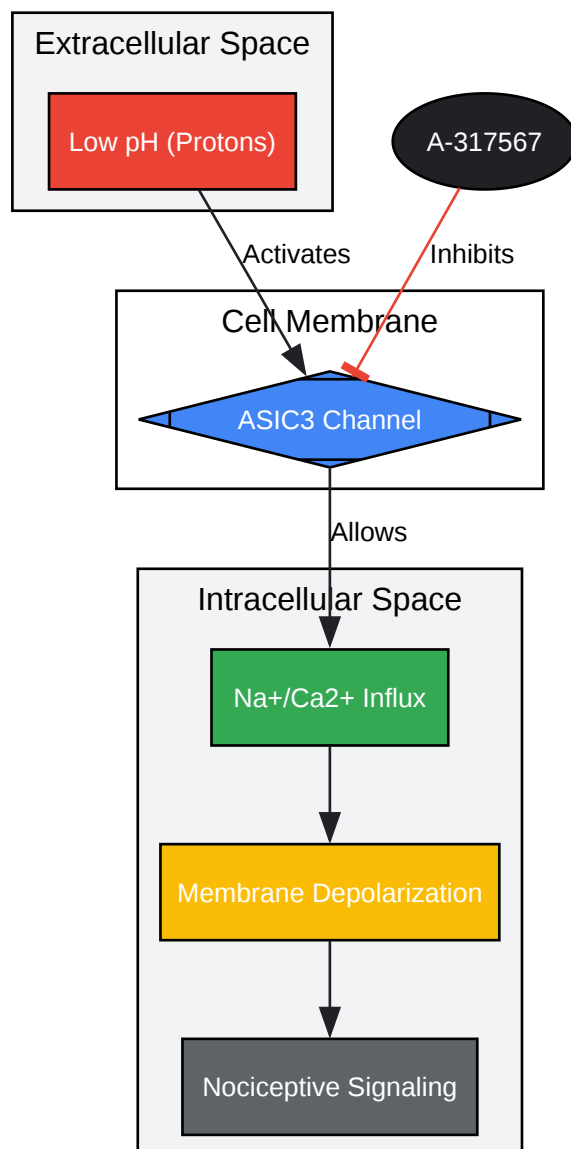 Extracellular Space
Low pH (Protons)
A-317567
Activates
Inhibits
Cell Membrane
ASIC3 Channel
Allows
Intracellular Space
Na+/Ca2+ Influx
Membrane Depolarization
Nociceptive Signaling